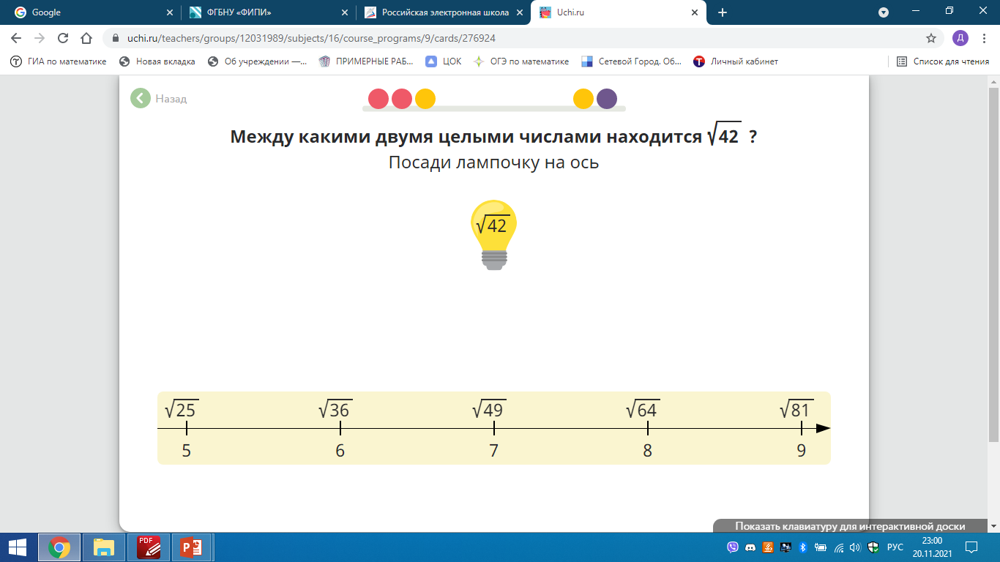 Google
ФГБНУ «ФИПИ»
Российская электронная школа
Uchi.ru
uchi.ru/teachers/groups/12031989/subjects/16/course_programs/9/cards/276924
Д
ГИА по математике
Новая вкладка
Об учреждении —...
ПРИМЕРНЫЕ РАБ...
ЦОК
ОГЭ по математике
Сетевой Город. Об...
Личный кабинет
Список для чтения
Назад
Между какими двумя целыми числами находится √42 ?
Посади лампочку на ось
√42
√25 √36 √49 √64 √81
5 6 7 8 9
Показать клавиатуру для интерактивной доски
PDF
РУС
23:00
20.11.2021